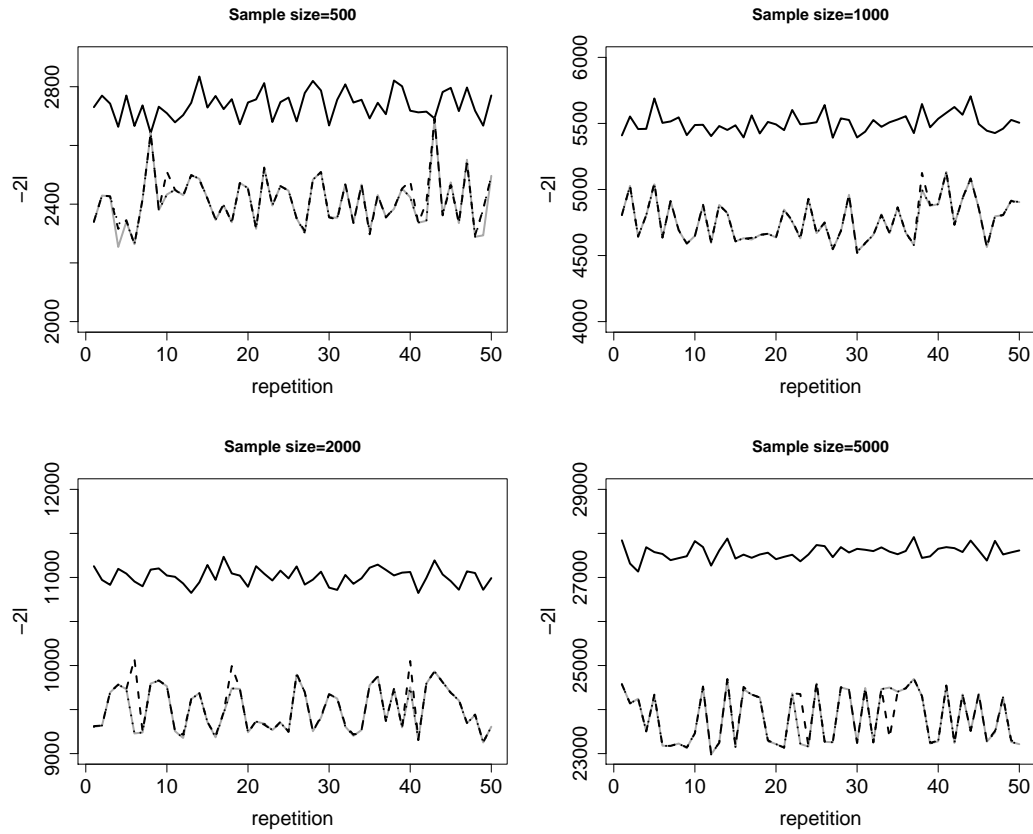 Sample size=500
−2l
2000 2400 2800
0 10 20 30 40 50
repetition
Sample size=1000
−2l
4000 4500 5000 5500 6000
0 10 20 30 40 50
repetition
Sample size=2000
−2l
9000 10000 11000 12000
0 10 20 30 40 50
repetition
Sample size=5000
−2l
23000 25000 27000 29000
0 10 20 30 40 50
repetition